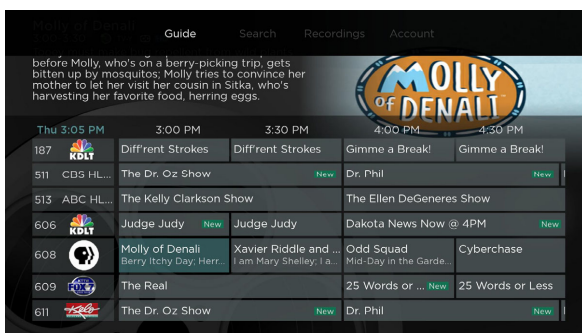 Molly of Denali
Guide
Search
Recordings
Account
before Molly, who's on a berry-picking trip, gets
bitten up by mosquitos; Molly tries to convince her
mother to let her visit her cousin in Sitka, who's
harvesting her favorite food, herring eggs.
MOLLY
OF DENALI
Thu 3:05 PM 3:00 PM 3:30 PM 4:00 PM 4:30 PM
187 KDLT Diff'rent Strokes Diff'rent Strokes Gimme a Break! Gimme a Break!
511 CBS HL... The Dr. Oz Show New Dr. Phil New
513 ABC HL... The Kelly Clarkson Show The Ellen DeGeneres Show
606 KDLT Judge Judy New Judge Judy Dakota News Now @ 4PM New
608 Molly of Denali Xavier Riddle and ... Odd Squad Cyberchase
Berry Itchy Day; Herr... I am Mary Shelley; I a... Mid-Day in the Garde...
609 FOX 7 The Real 25 Words or ... New 25 Words or Less
611 Kelo The Dr. Oz Show New Dr. Phil New